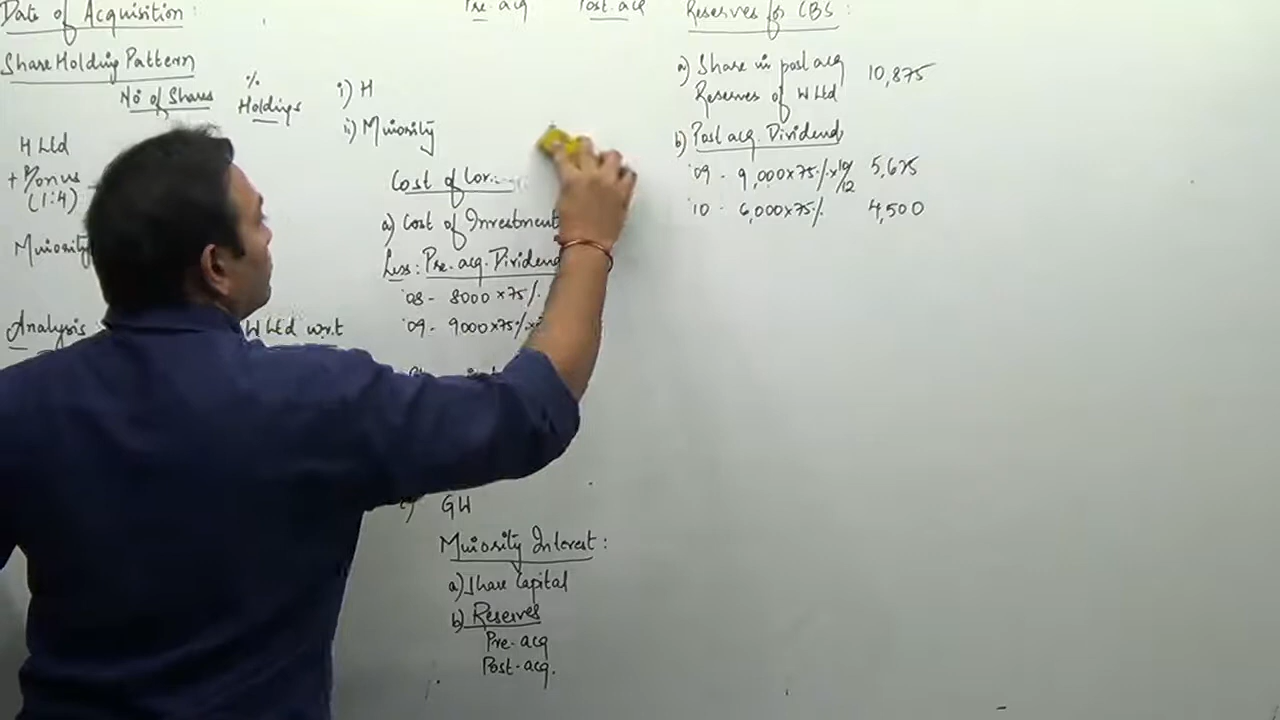 Date of Acquisition:
Share Holding Pattern
No of Shares
%
Holdings
H Ltd
+ Bonus
(1:4)
Minority
Analysis
W Ltd w.r.t
Pre-acq Post-acq
i) H
ii) Minority
Cost of
a) Cost of Investment
Less: Pre-acq. Dividend
'08 - 8000 x 75%
'09 - 9000 x 75% x
c) GW
Minority Interest:
a) Share Capital
b) Reserves
Pre-acq
Post-acq.
Reserves for CBS:
a) Share in post acq 10,875
Reserves of W Ltd
b) Post acq. Dividend
'09 - 9,000 x 75% x 10/12 5,625
'10 - 6,000 x 75% 4,500